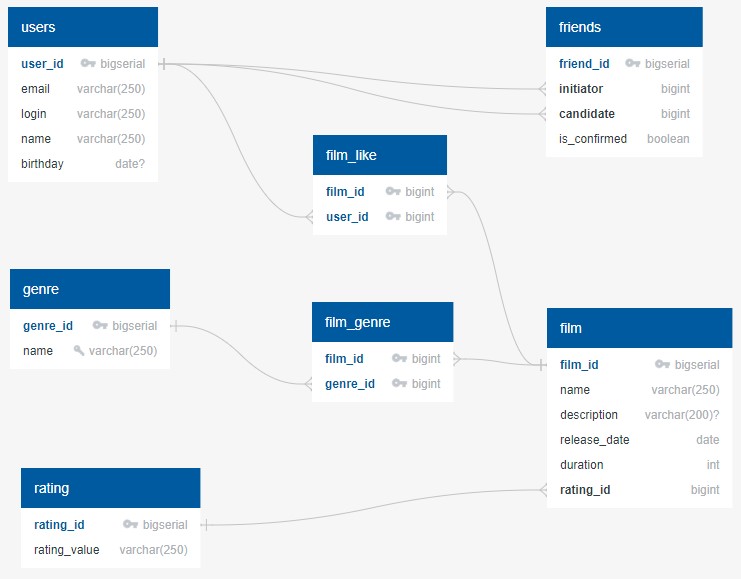 users
user_id bigserial
email varchar(250)
login varchar(250)
name varchar(250)
birthday date?
friends
friend_id bigserial
initiator bigint
candidate bigint
is_confirmed boolean
film_like
film_id bigint
user_id bigint
genre
genre_id bigserial
name varchar(250)
film_genre
film_id bigint
genre_id bigint
film
film_id bigserial
name varchar(250)
description varchar(200)?
release_date date
duration int
rating_id bigint
rating
rating_id bigserial
rating_value varchar(250)